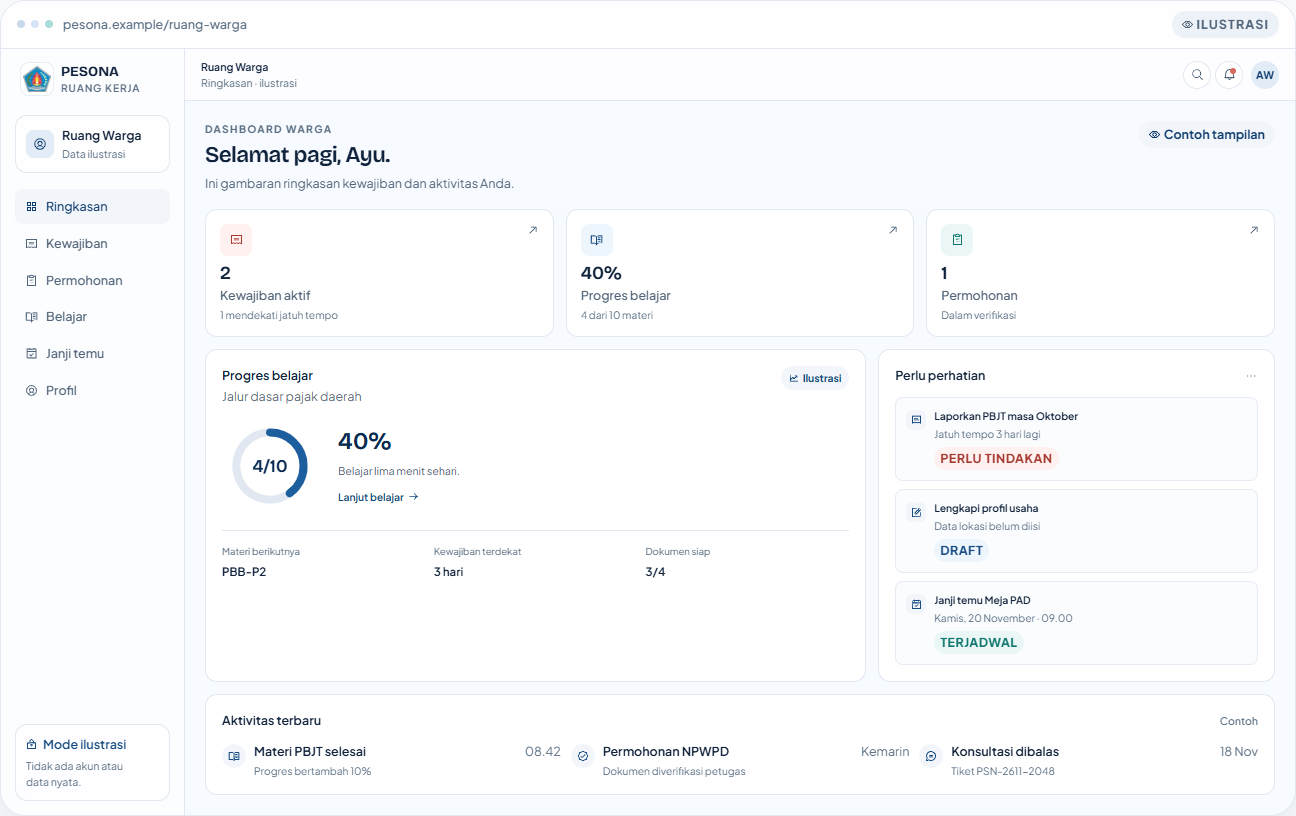 pesona.example/ruang-warga
ILUSTRASI
PESONA
RUANG KERJA
Ruang Warga
Data ilustrasi
Ringkasan
Kewajiban
Permohonan
Belajar
Janji temu
Profil
Mode ilustrasi
Tidak ada akun atau
data nyata.
Ruang Warga
Ringkasan · ilustrasi
AW
DASHBOARD WARGA
Selamat pagi, Ayu.
Ini gambaran ringkasan kewajiban dan aktivitas Anda.
Contoh tampilan
2
Kewajiban aktif
1 mendekati jatuh tempo
40%
Progres belajar
4 dari 10 materi
1
Permohonan
Dalam verifikasi
Progres belajar
Jalur dasar pajak daerah
Ilustrasi
4/10
40%
Belajar lima menit sehari.
Lanjut belajar →
Materi berikutnya
PBB-P2
Kewajiban terdekat
3 hari
Dokumen siap
3/4
Perlu perhatian
...
Laporkan PBJT masa Oktober
Jatuh tempo 3 hari lagi
PERLU TINDAKAN
Lengkapi profil usaha
Data lokasi belum diisi
DRAFT
Janji temu Meja PAD
Kamis, 20 November · 09.00
TERJADWAL
Aktivitas terbaru
Contoh
Materi PBJT selesai
Progres bertambah 10%
08.42
Permohonan NPWPD
Dokumen diverifikasi petugas
Kemarin
Konsultasi dibalas
Tiket PSN-2611-2048
18 Nov